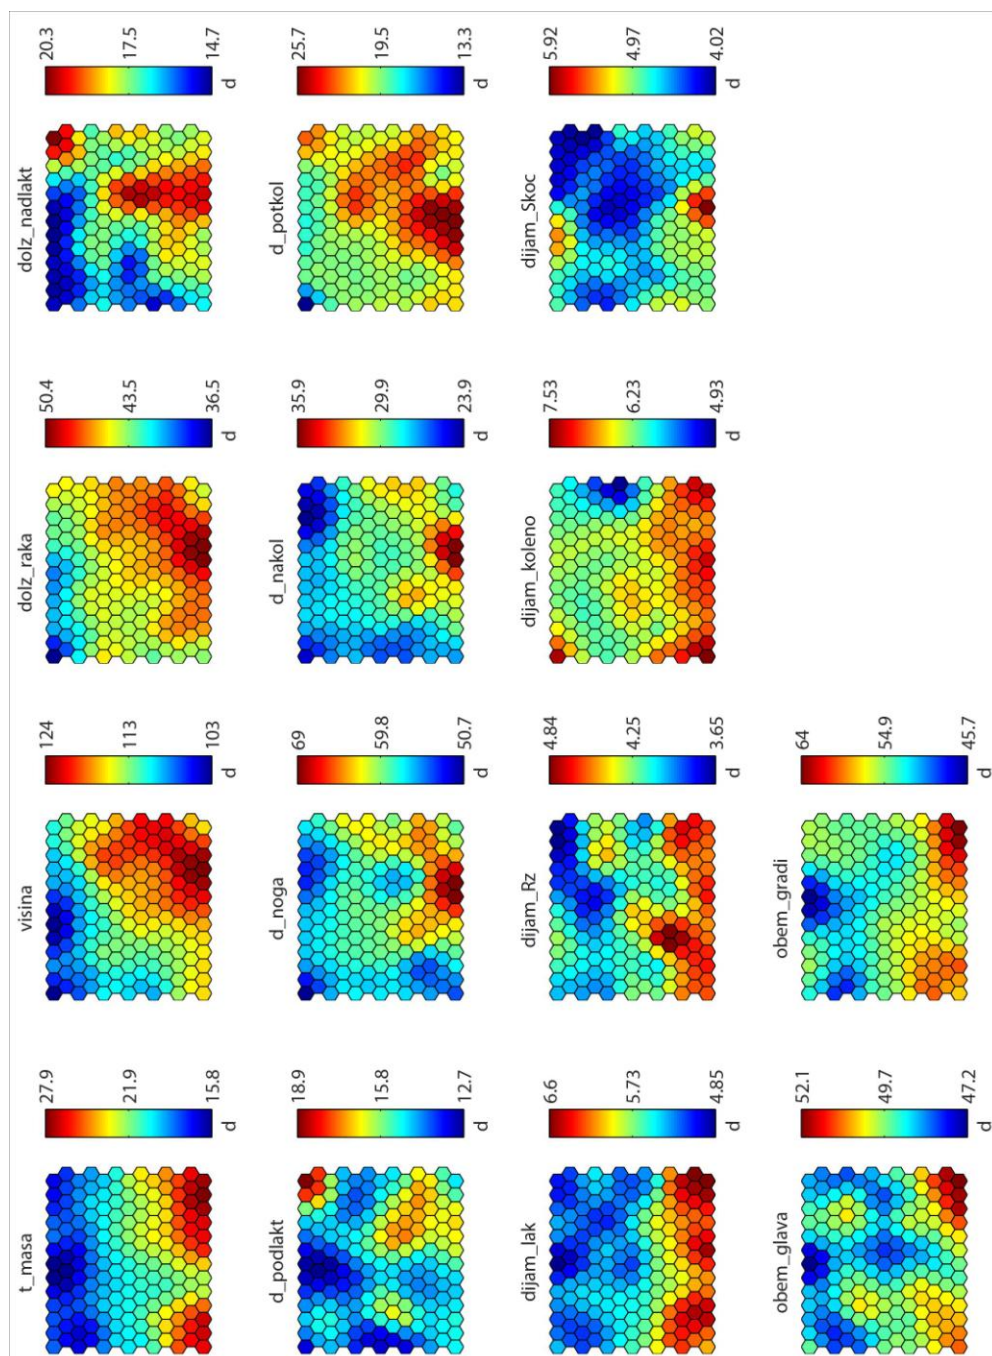 t_masa
27.9
21.9
15.8
d
visina
124
113
103
d
dolz_raka
50.4
43.5
36.5
d
dolz_nadlakt
20.3
17.5
14.7
d
d_podlakt
18.9
15.8
12.7
d
d_noga
69
59.8
50.7
d
d_nakol
35.9
29.9
23.9
d
d_potkol
25.7
19.5
13.3
d
dijam_lak
6.6
5.73
4.85
d
dijam_Rz
4.84
4.25
3.65
d
dijam_koleno
7.53
6.23
4.93
d
dijam_Skoc
5.92
4.97
4.02
d
obem_glava
52.1
49.7
47.2
d
obem_gradi
64
54.9
45.7
d